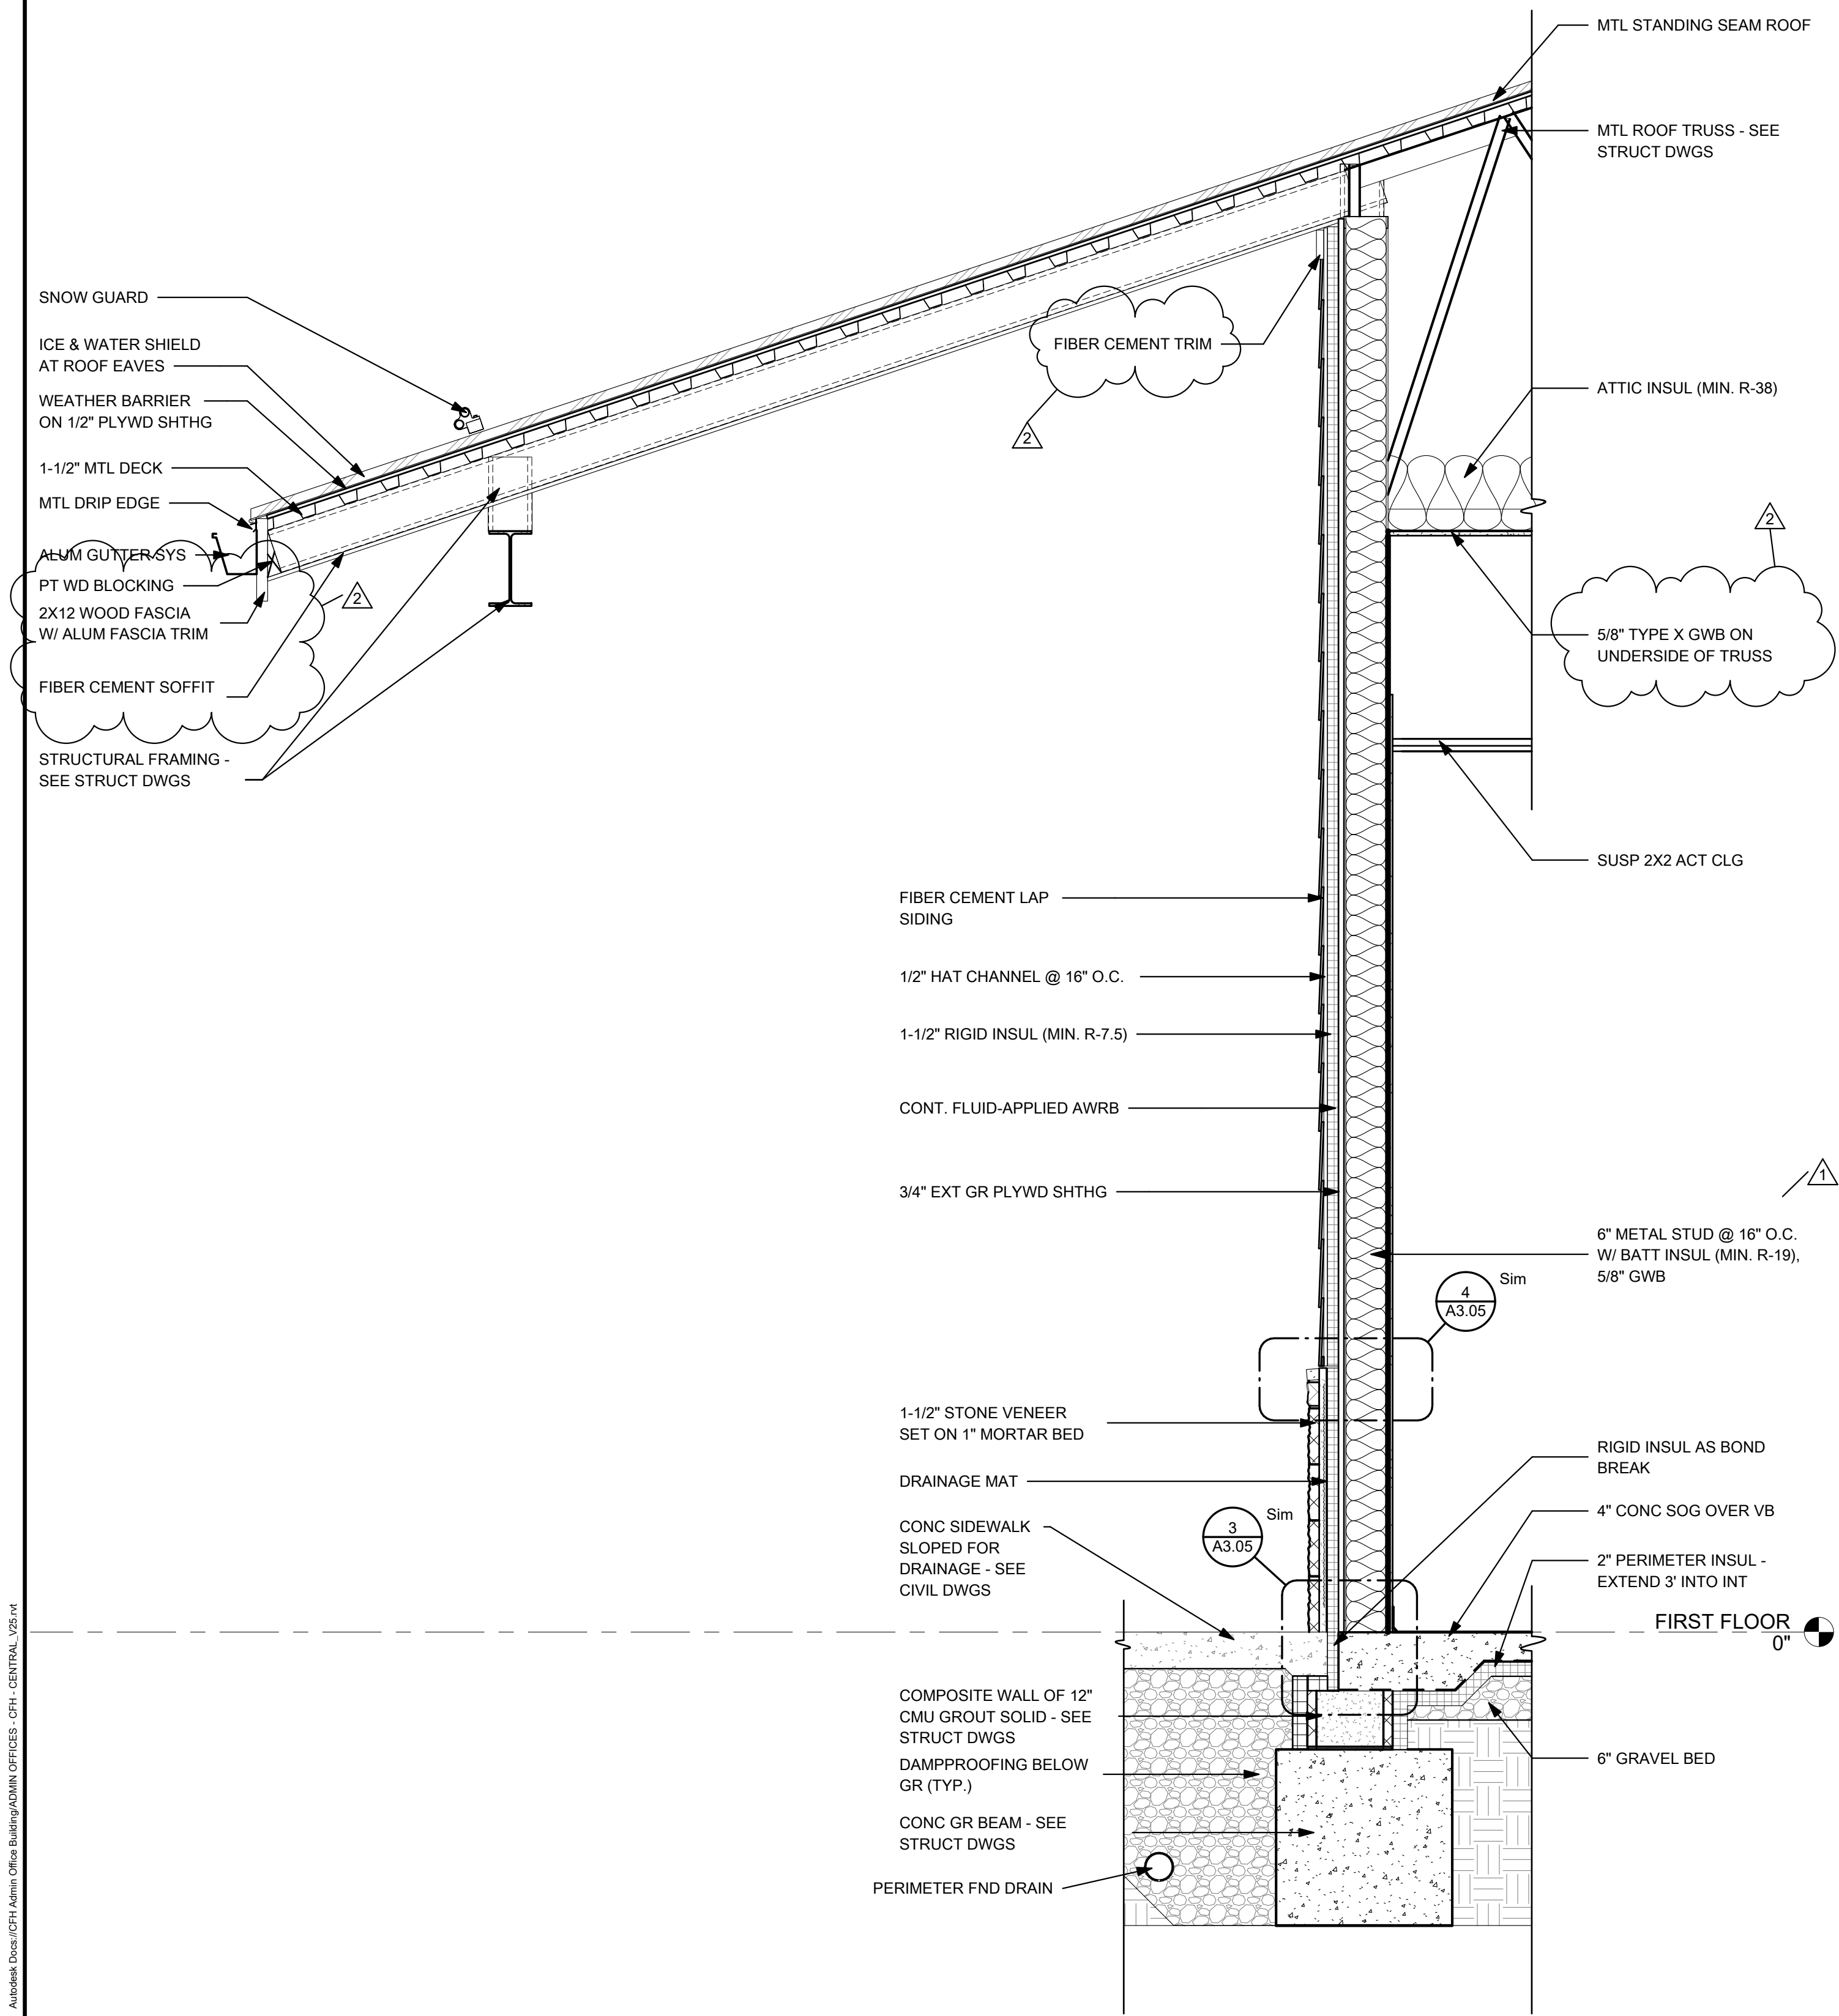 MTL STANDING SEAM ROOF
MTL ROOF TRUSS - SEE
STRUCT DWGS
SNOW GUARD
ICE & WATER SHIELD
AT ROOF EAVES
WEATHER BARRIER
ON 1/2" PLYWD SHTHG
1-1/2" MTL DECK
MTL DRIP EDGE
ALUM GUTTER SYS
PT WD BLOCKING
2X12 WOOD FASCIA
W/ ALUM FASCIA TRIM
2
FIBER CEMENT SOFFIT
STRUCTURAL FRAMING -
SEE STRUCT DWGS
FIBER CEMENT TRIM
2
ATTIC INSUL (MIN. R-38)
2
5/8" TYPE X GWB ON
UNDERSIDE OF TRUSS
SUSP 2X2 ACT CLG
FIBER CEMENT LAP
SIDING
1/2" HAT CHANNEL @ 16" O.C.
1-1/2" RIGID INSUL (MIN. R-7.5)
CONT. FLUID-APPLIED AWRB
3/4" EXT GR PLYWD SHTHG
1
6" METAL STUD @ 16" O.C.
W/ BATT INSUL (MIN. R-19),
5/8" GWB
4
A3.05
Sim
1-1/2" STONE VENEER
SET ON 1" MORTAR BED
DRAINAGE MAT
3
A3.05
Sim
CONC SIDEWALK
SLOPED FOR
DRAINAGE - SEE
CIVIL DWGS
RIGID INSUL AS BOND
BREAK
4" CONC SOG OVER VB
2" PERIMETER INSUL -
EXTEND 3' INTO INT
FIRST FLOOR
0"
COMPOSITE WALL OF 12"
CMU GROUT SOLID - SEE
STRUCT DWGS
DAMPPROOFING BELOW
GR (TYP.)
CONC GR BEAM - SEE
STRUCT DWGS
PERIMETER FND DRAIN
6" GRAVEL BED
Autodesk Docs://CFH Admin Office Building/ADMIN OFFICES - CFH - CENTRAL_V25.rvt